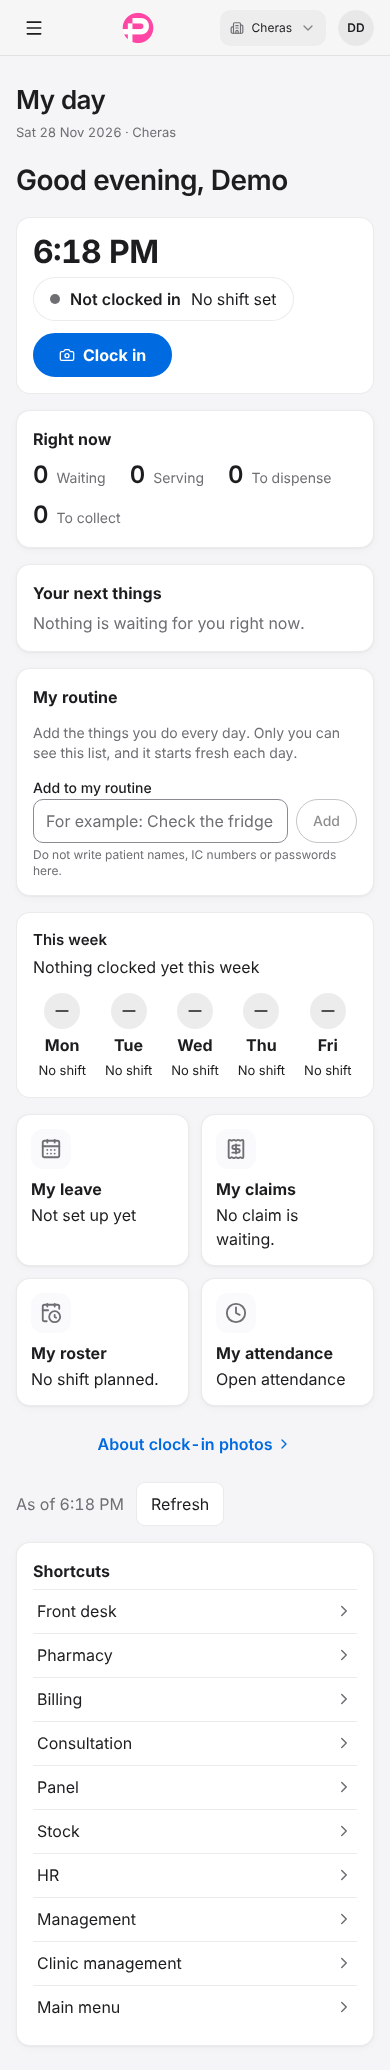 Cheras
DD
My day
Sat 28 Nov 2026 · Cheras
Good evening, Demo
6:18 PM
Not clocked in No shift set
Clock in
Right now
0 Waiting 0 Serving 0 To dispense
0 To collect
Your next things
Nothing is waiting for you right now.
My routine
Add the things you do every day. Only you can
see this list, and it starts fresh each day.
Add to my routine
For example: Check the fridge
Add
Do not write patient names, IC numbers or passwords
here.
This week
Nothing clocked yet this week
Mon Tue Wed Thu Fri
No shift No shift No shift No shift No shift
My leave
Not set up yet
My claims
No claim is
waiting.
My roster
No shift planned.
My attendance
Open attendance
About clock-in photos
As of 6:18 PM
Refresh
Shortcuts
Front desk
Pharmacy
Billing
Consultation
Panel
Stock
HR
Management
Clinic management
Main menu